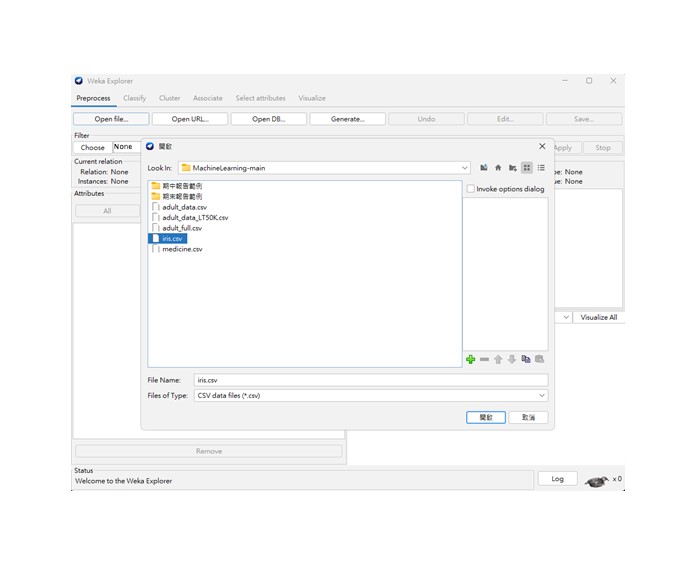 Weka Explorer
Preprocess Classify Cluster Associate Select attributes Visualize
Open file... Open URL... Open DB... Generate... Undo Edit... Save...
Filter
Choose None Apply Stop
Current relation
Relation: None
Instances: None
pe: None
ue: None
Attributes
All
Visualize All
Remove
Status
Welcome to the Weka Explorer
Log x 0
開啟
Look In: MachineLearning-main
期中報告範例
期末報告範例
adult_data.csv
adult_data_LT50K.csv
adult_full.csv
iris.csv
medicine.csv
Invoke options dialog
File Name: iris.csv
Files of Type: CSV data files (*.csv)
開啟 取消